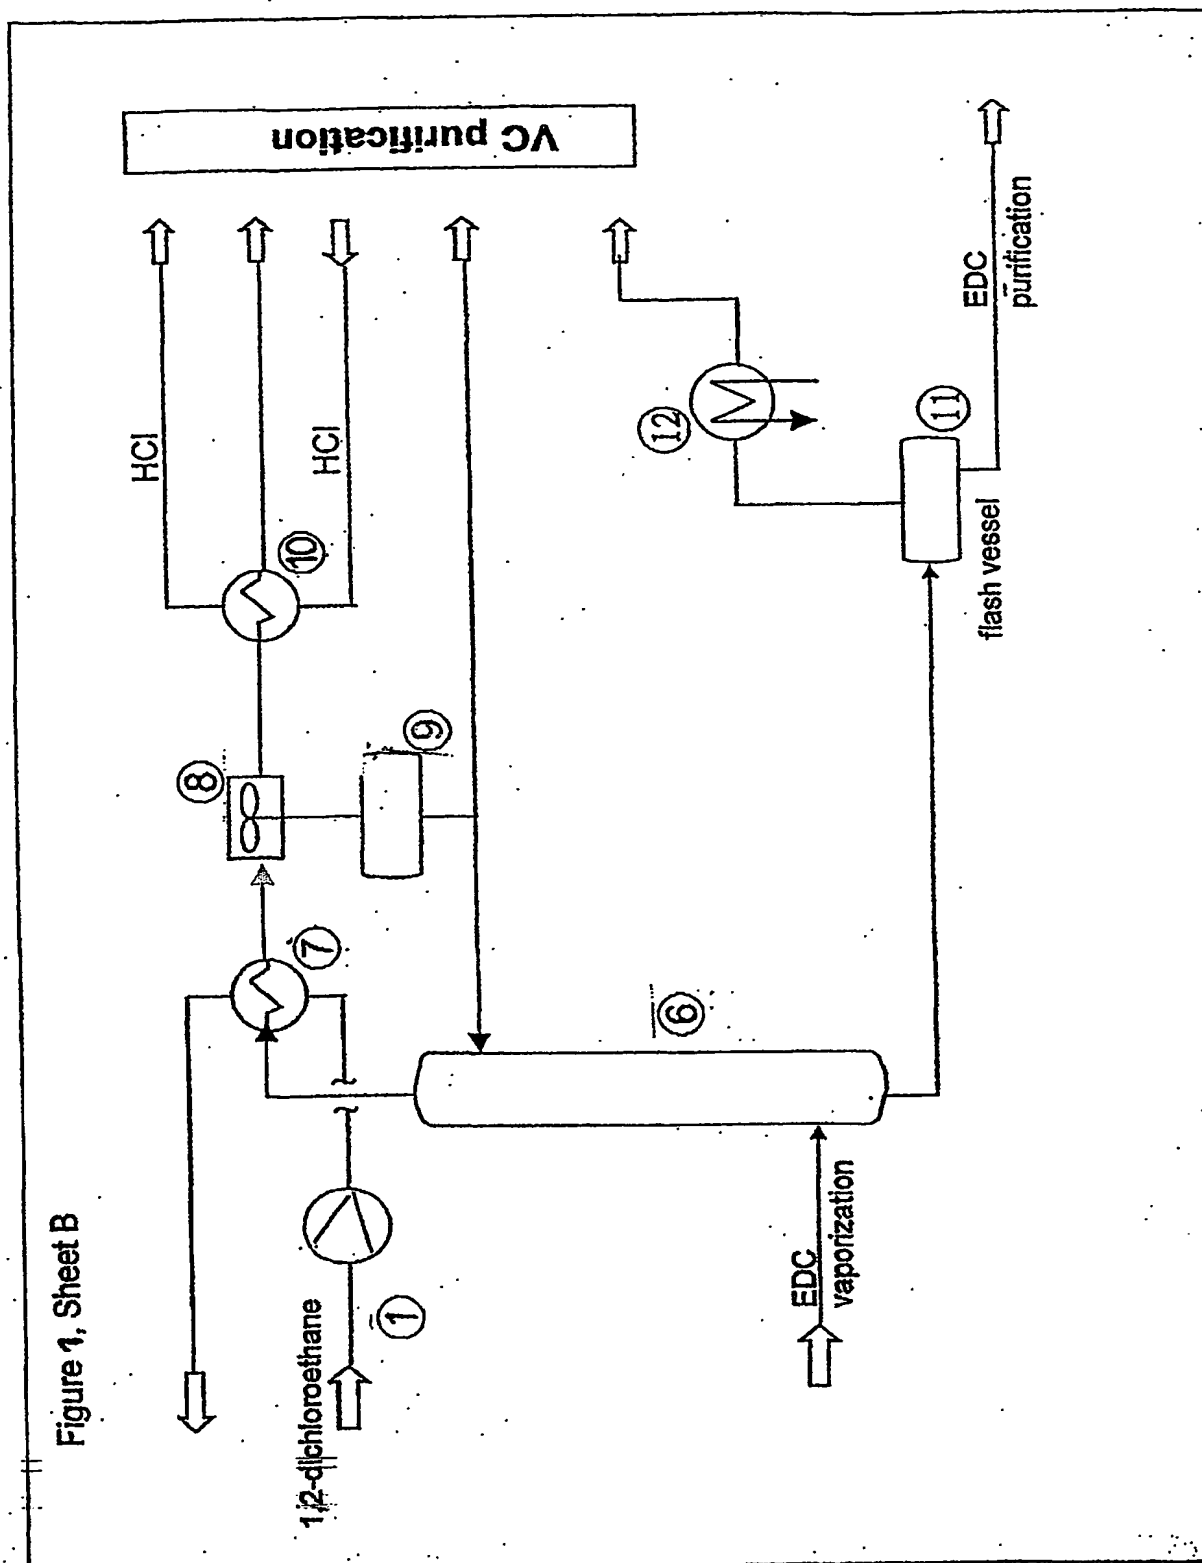 Figure 1, Sheet B
VC purification
HCl
HCl
10
8
9
7
12
11
flash vessel
EDC
purification
6
1,2-dichloroethane
1
EDC
vaporization